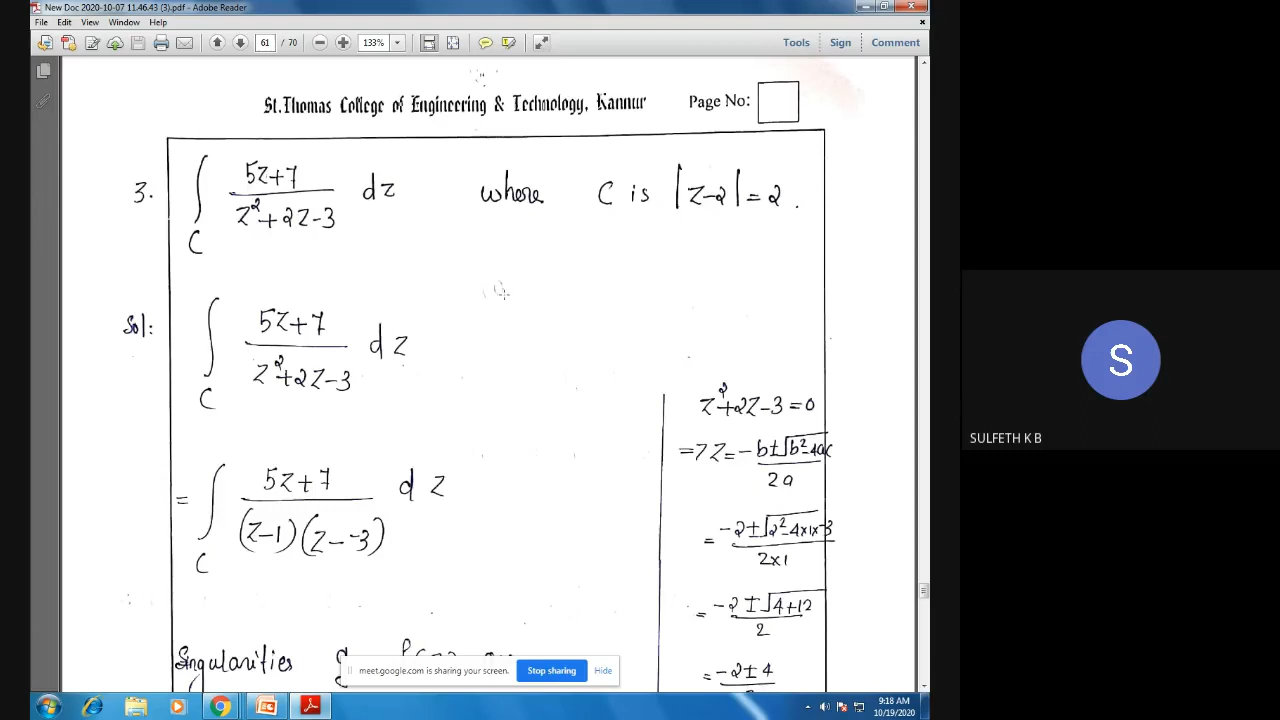 New Doc 2020-10-07 11.46.43 (3).pdf - Adobe Reader
File Edit View Window Help
61 / 70 133% Tools Sign Comment
St.Thomas College of Engineering & Technology, Kannur Page No:
3. ∫_C (5z+7)/(z²+2z-3) dz where C is |z-2| = 2.
Sol: ∫_C (5z+7)/(z²+2z-3) dz
z²+2z-3=0
=> z = (-b±√(b²-4ac))/2a
= ∫_C (5z+7)/((z-1)(z--3)) dz
= (-2±√(2²-4×1×-3))/(2×1)
= (-2±√(4+12))/2
= (-2±4)/
Singularities
meet.google.com is sharing your screen. Stop sharing Hide
S
SULFETH K B
9:18 AM
10/19/2020